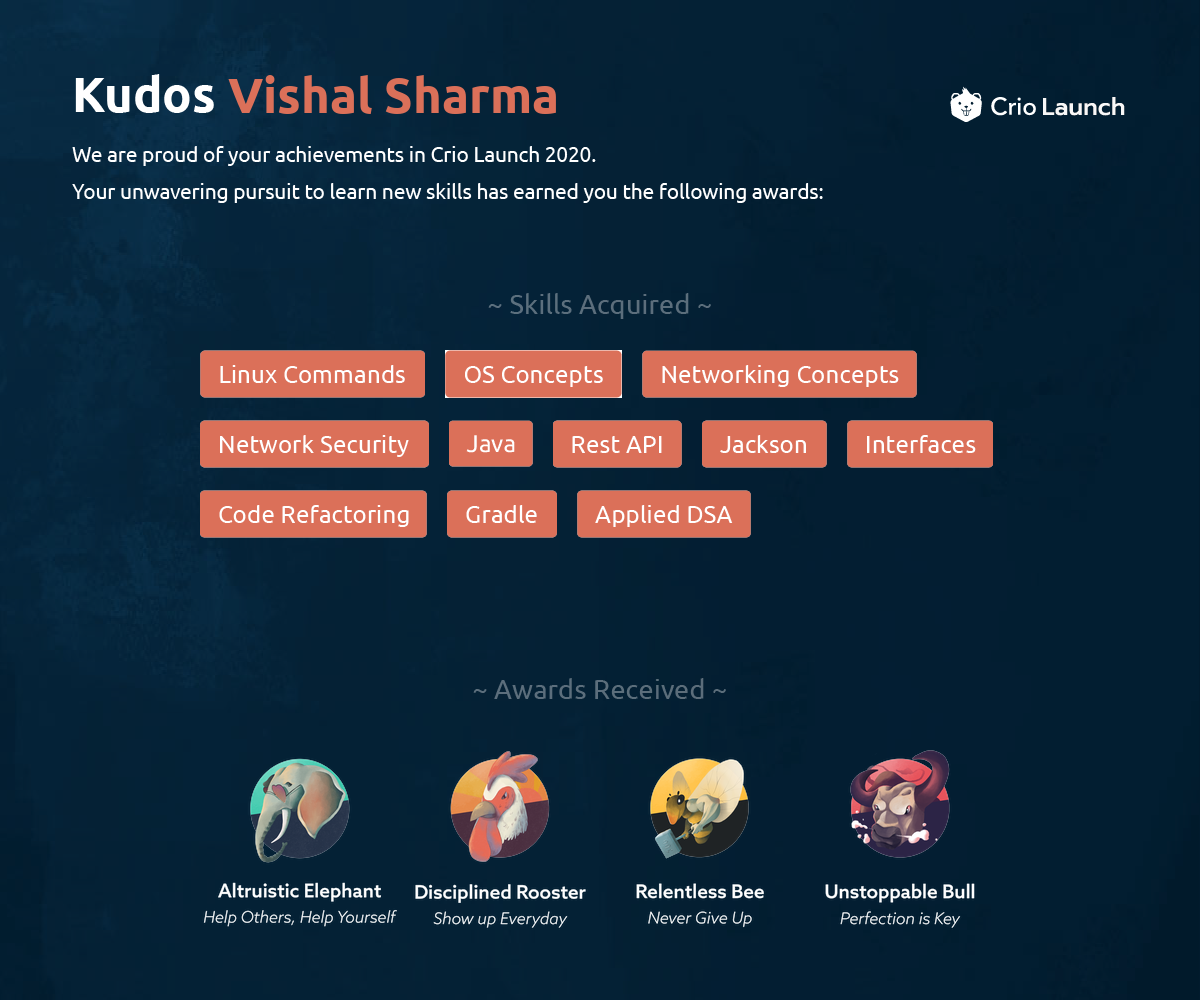 Kudos Vishal Sharma
Crio Launch
We are proud of your achievements in Crio Launch 2020.
Your unwavering pursuit to learn new skills has earned you the following awards:
~ Skills Acquired ~
Linux Commands OS Concepts Networking Concepts
Network Security Java Rest API Jackson Interfaces
Code Refactoring Gradle Applied DSA
~ Awards Received ~
Altruistic Elephant Disciplined Rooster Relentless Bee Unstoppable Bull
Help Others, Help Yourself Show up Everyday Never Give Up Perfection is Key